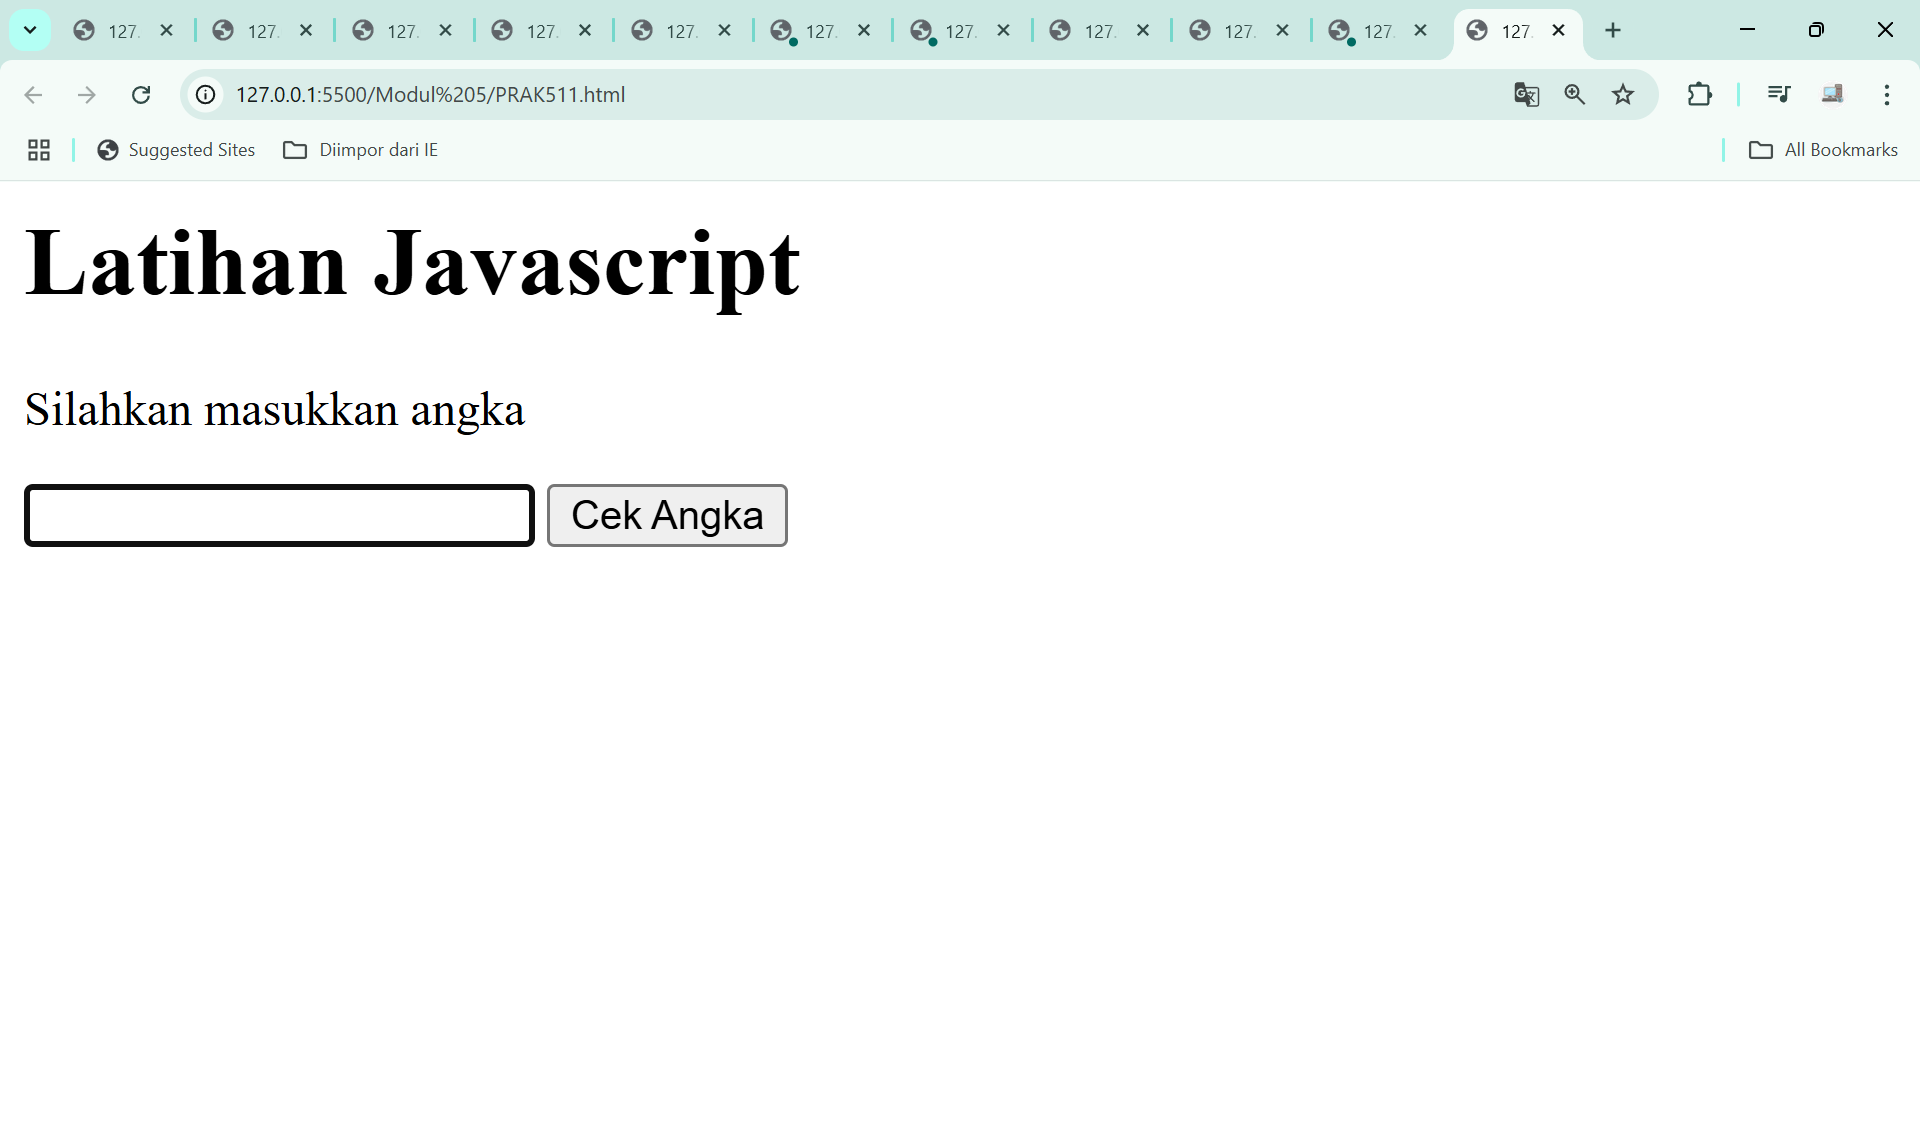 127. 127. 127. 127. 127. 127. 127. 127. 127. 127. 127.
127.0.0.1:5500/Modul%205/PRAK511.html
Suggested Sites Diimpor dari IE All Bookmarks
Latihan Javascript
Silahkan masukkan angka
Cek Angka